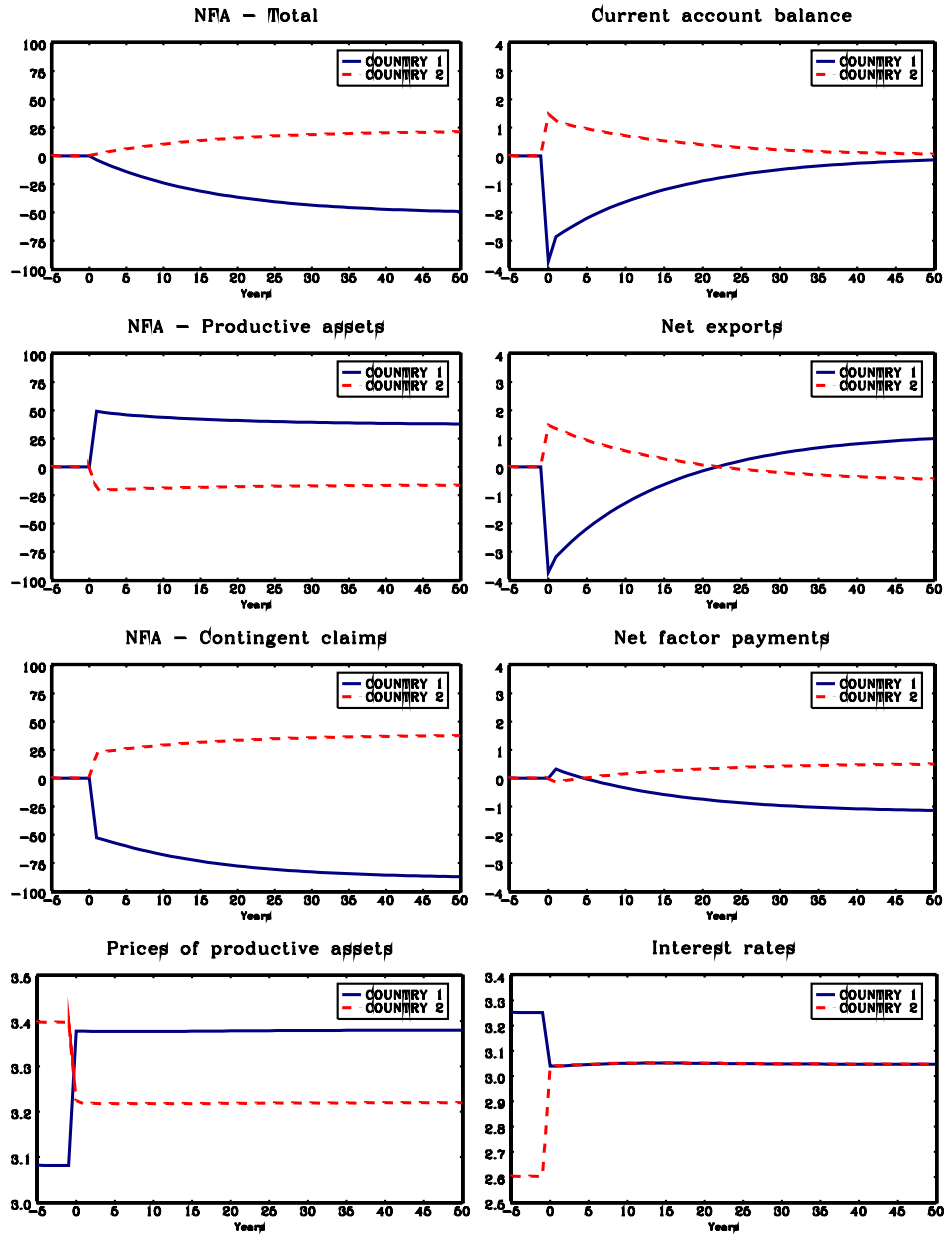 NFA – Total
100
75
50
25
0
-25
-50
-75
-100
COUNTRY 1
COUNTRY 2
-5 0 5 10 15 20 25 30 35 40 45 50
Years
Current account balance
4
3
2
1
0
-1
-2
-3
-4
COUNTRY 1
COUNTRY 2
-5 0 5 10 15 20 25 30 35 40 45 50
Years
NFA – Productive assets
100
75
50
25
0
-25
-50
-75
-100
COUNTRY 1
COUNTRY 2
-5 0 5 10 15 20 25 30 35 40 45 50
Years
Net exports
4
3
2
1
0
-1
-2
-3
-4
COUNTRY 1
COUNTRY 2
-5 0 5 10 15 20 25 30 35 40 45 50
Years
NFA – Contingent claims
100
75
50
25
0
-25
-50
-75
-100
COUNTRY 1
COUNTRY 2
-5 0 5 10 15 20 25 30 35 40 45 50
Years
Net factor payments
4
3
2
1
0
-1
-2
-3
-4
COUNTRY 1
COUNTRY 2
-5 0 5 10 15 20 25 30 35 40 45 50
Years
Prices of productive assets
3.5
3.4
3.3
3.2
3.1
3.0
COUNTRY 1
COUNTRY 2
-5 0 5 10 15 20 25 30 35 40 45 50
Years
Interest rates
3.4
3.3
3.2
3.1
3.0
2.9
2.8
2.7
2.6
2.5
COUNTRY 1
COUNTRY 2
-5 0 5 10 15 20 25 30 35 40 45 50
Years